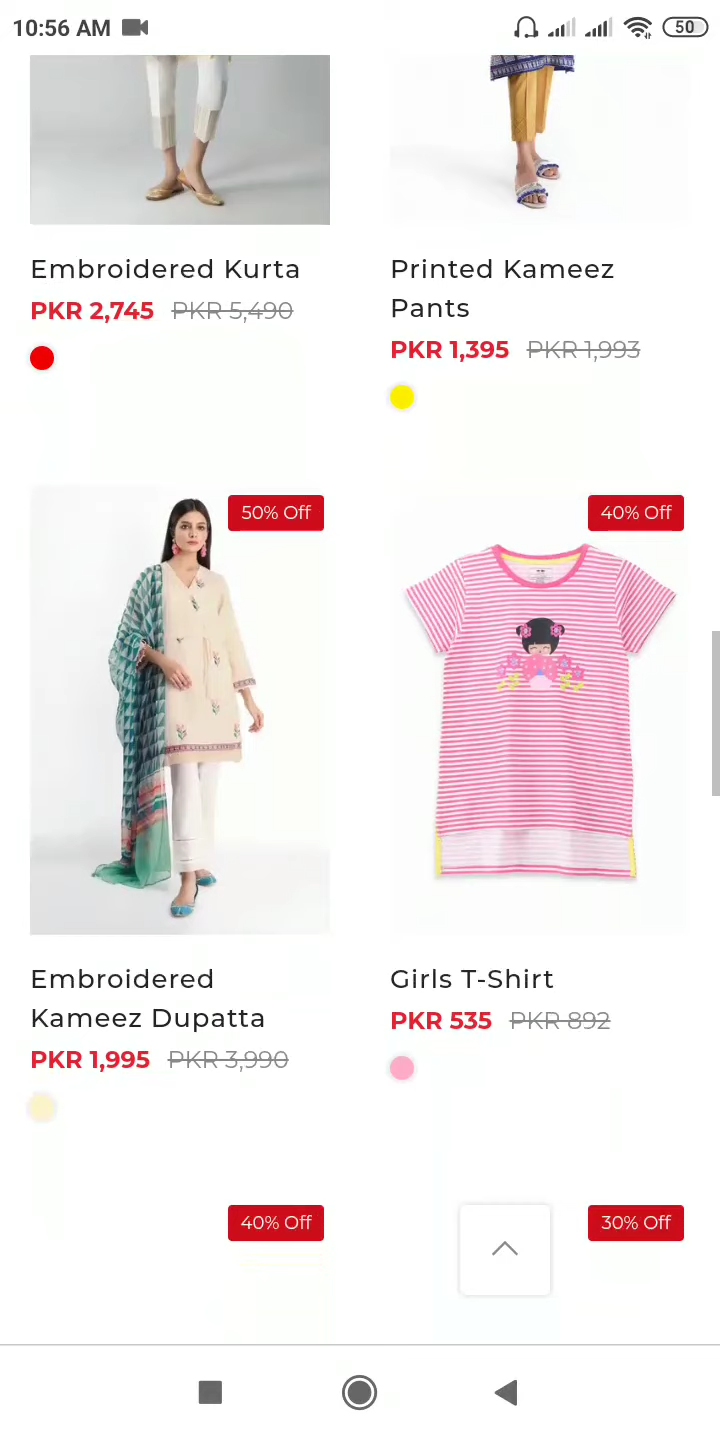 10:56 AM
50
Embroidered Kurta
PKR 2,745 PKR 5,490
Printed Kameez
Pants
PKR 1,395 PKR 1,993
50% Off
Embroidered
Kameez Dupatta
PKR 1,995 PKR 3,990
40% Off
Girls T-Shirt
PKR 535 PKR 892
40% Off
30% Off